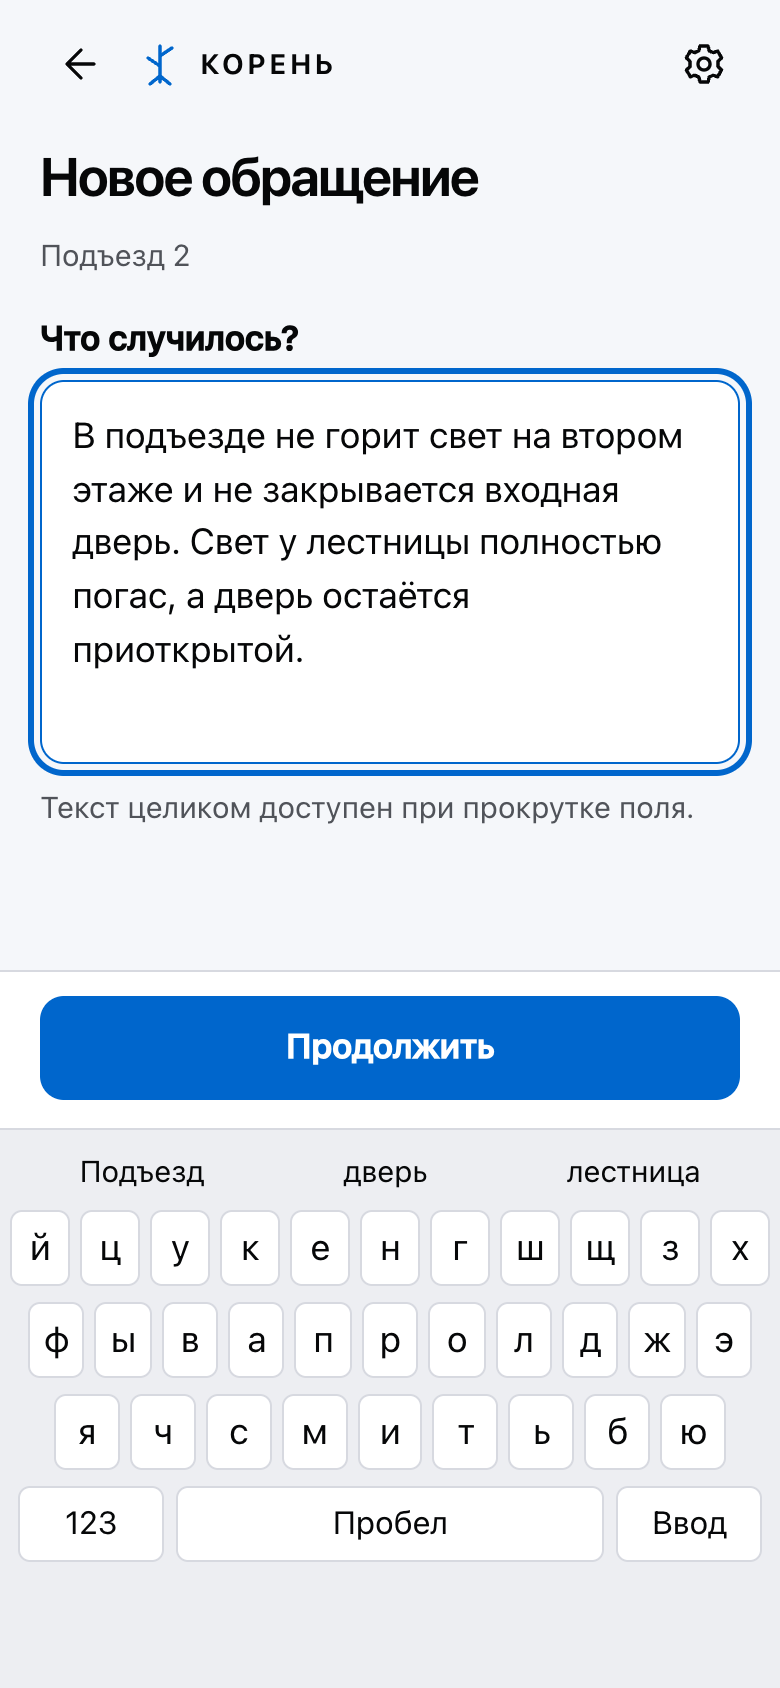 КОРЕНЬ
Новое обращение
Подъезд 2
Что случилось?
В подъезде не горит свет на втором
этаже и не закрывается входная
дверь. Свет у лестницы полностью
погас, а дверь остаётся
приоткрытой.
Текст целиком доступен при прокрутке поля.
Продолжить
Подъезд дверь лестница
й ц у к е н г ш щ з х
ф ы в а п р о л д ж э
я ч с м и т ь б ю
123 Пробел Ввод